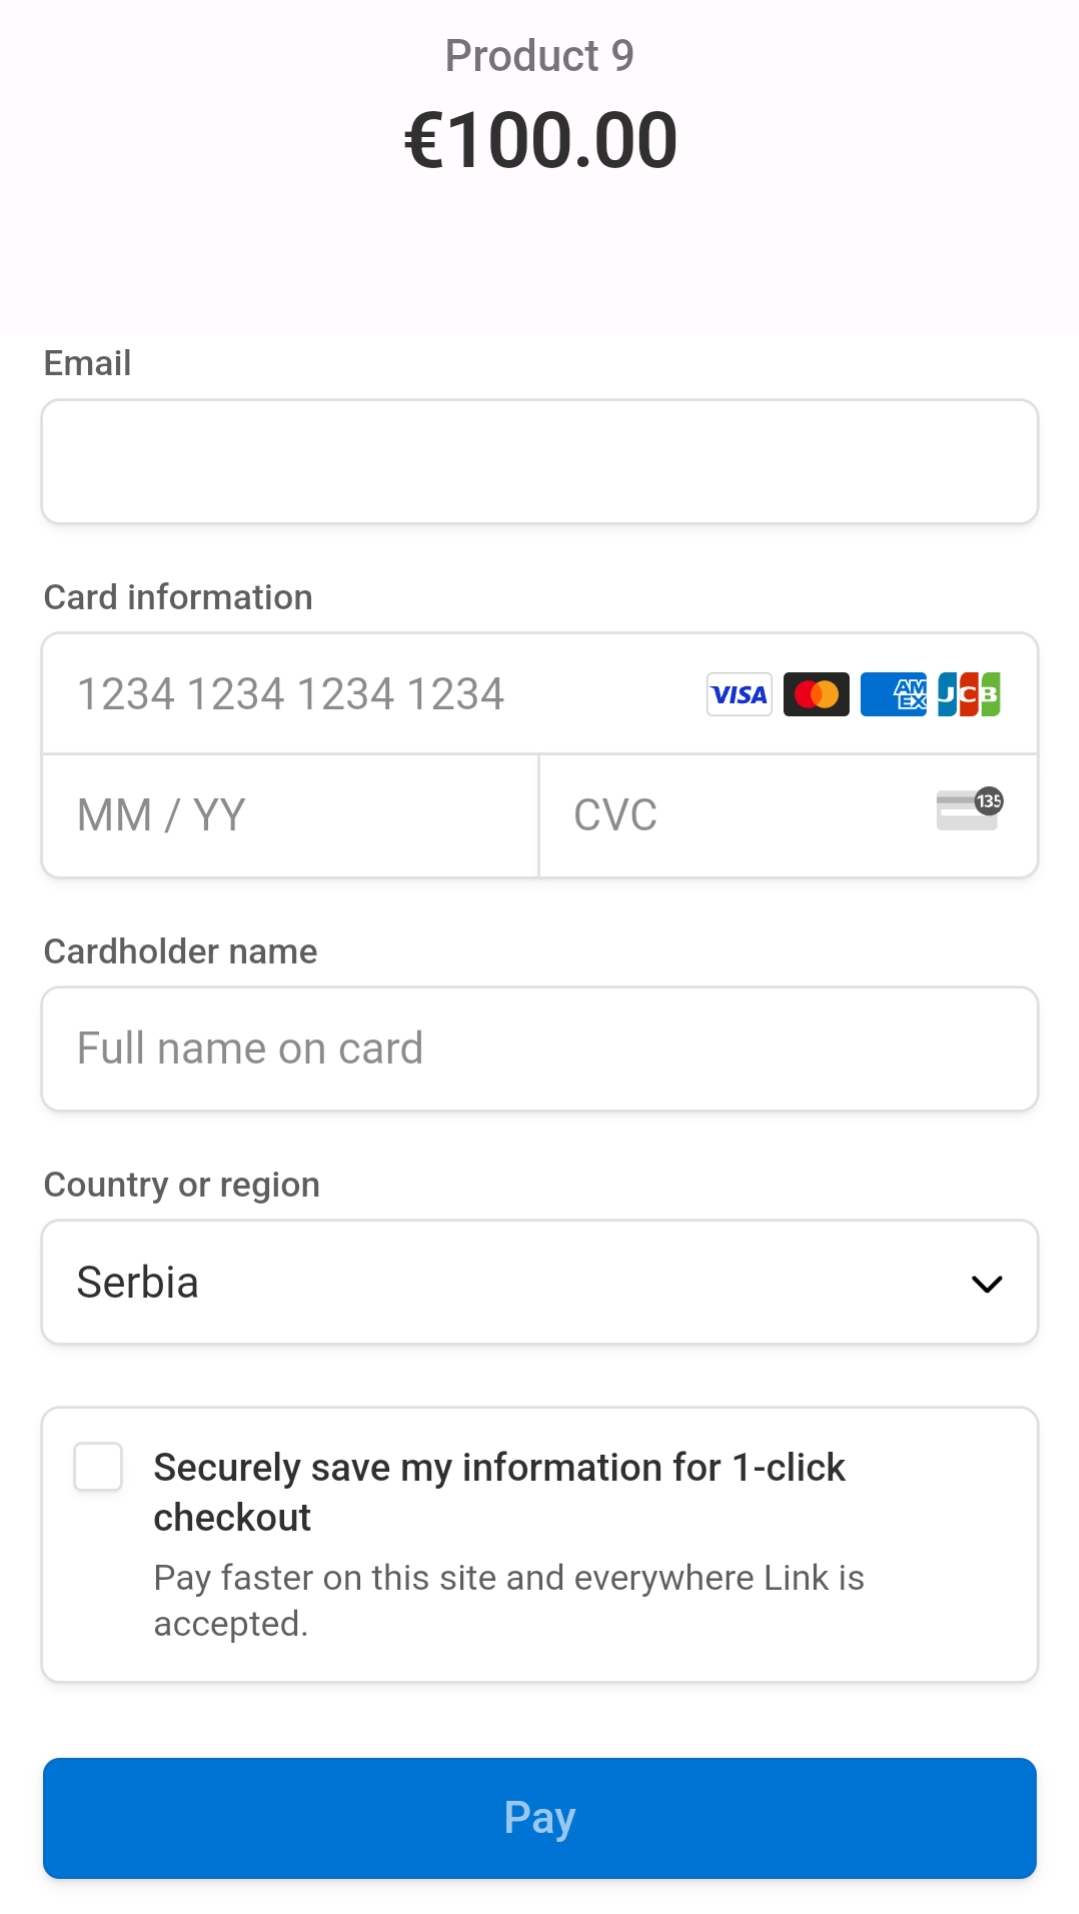 Product 9
€100.00
Email
Card information
1234 1234 1234 1234
VISA
AM
EX
JCB
MM / YY
CVC
135
Cardholder name
Full name on card
Country or region
Serbia
Securely save my information for 1-click
checkout
Pay faster on this site and everywhere Link is
accepted.
Pay